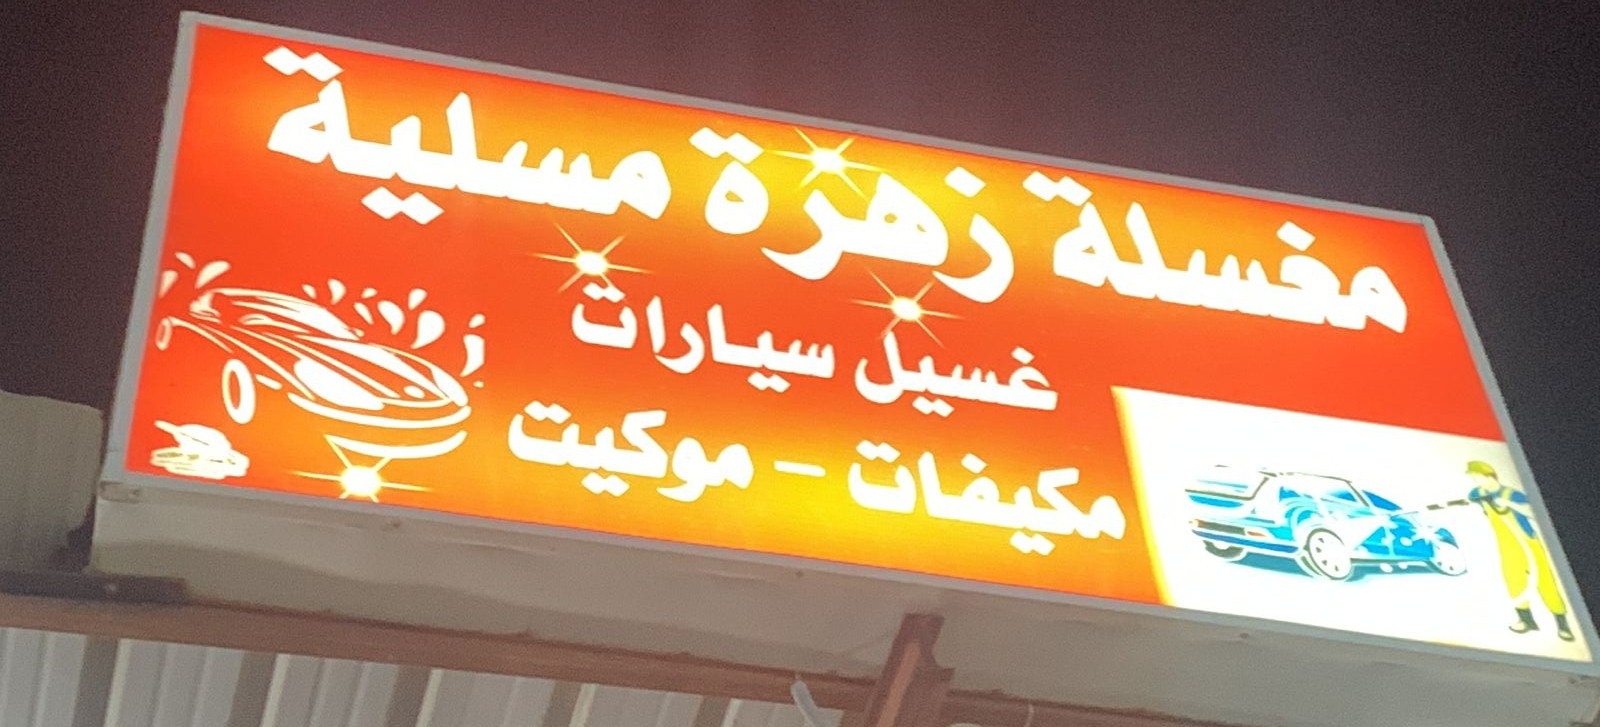 مغسلة زهرة مسلية
غسيل سيارات
مكيفات - موكيت